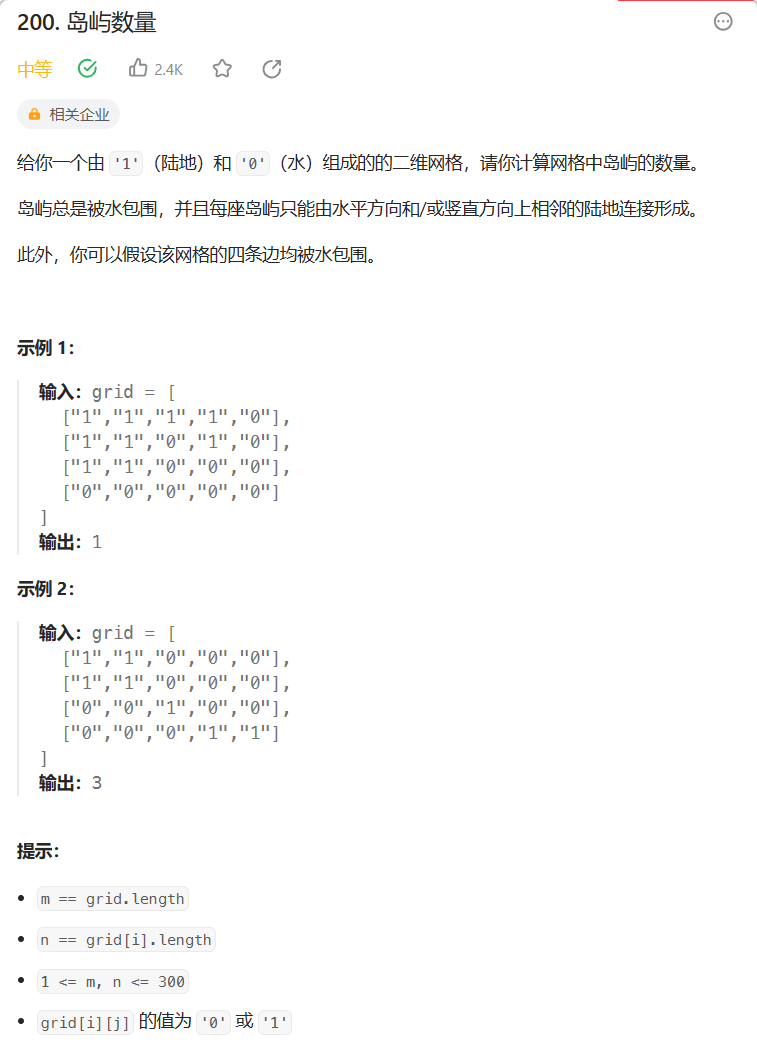 200. 岛屿数量
中等 2.4K
相关企业
给你一个由 '1'（陆地）和 '0'（水）组成的的二维网格，请你计算网格中岛屿的数量。
岛屿总是被水包围，并且每座岛屿只能由水平方向和/或竖直方向上相邻的陆地连接形成。
此外，你可以假设该网格的四条边均被水包围。
示例 1：
输入：grid = [
["1","1","1","1","0"],
["1","1","0","1","0"],
["1","1","0","0","0"],
["0","0","0","0","0"]
]
输出：1
示例 2：
输入：grid = [
["1","1","0","0","0"],
["1","1","0","0","0"],
["0","0","1","0","0"],
["0","0","0","1","1"]
]
输出：3
提示：
m == grid.length
n == grid[i].length
1 <= m, n <= 300
grid[i][j] 的值为 '0' 或 '1'